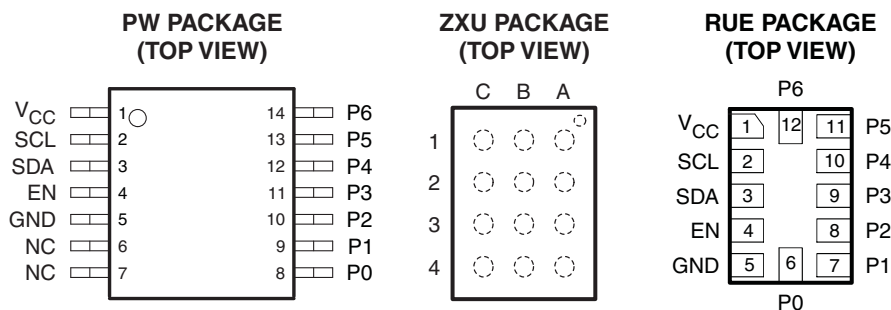 PW PACKAGE
(TOP VIEW)
VCC 1 14 P6
SCL 2 13 P5
SDA 3 12 P4
EN 4 11 P3
GND 5 10 P2
NC 6 9 P1
NC 7 8 P0
ZXU PACKAGE
(TOP VIEW)
C B A
1
2
3
4
RUE PACKAGE
(TOP VIEW)
P6
VCC 1 12 11 P5
SCL 2 10 P4
SDA 3 9 P3
EN 4 8 P2
GND 5 6 7 P1
P0